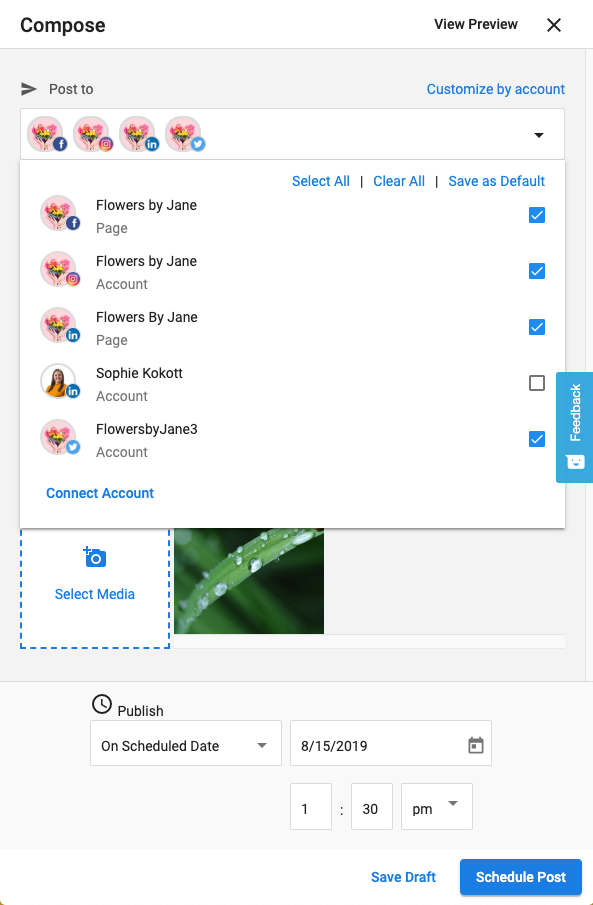 Compose
View Preview
Post to
Customize by account
Select All | Clear All | Save as Default
Flowers by Jane
Page
Flowers by Jane
Account
Flowers By Jane
Page
Sophie Kokott
Account
FlowersbyJane3
Account
Feedback
Connect Account
Select Media
Publish
On Scheduled Date
8/15/2019
1 : 30 pm
Save Draft
Schedule Post